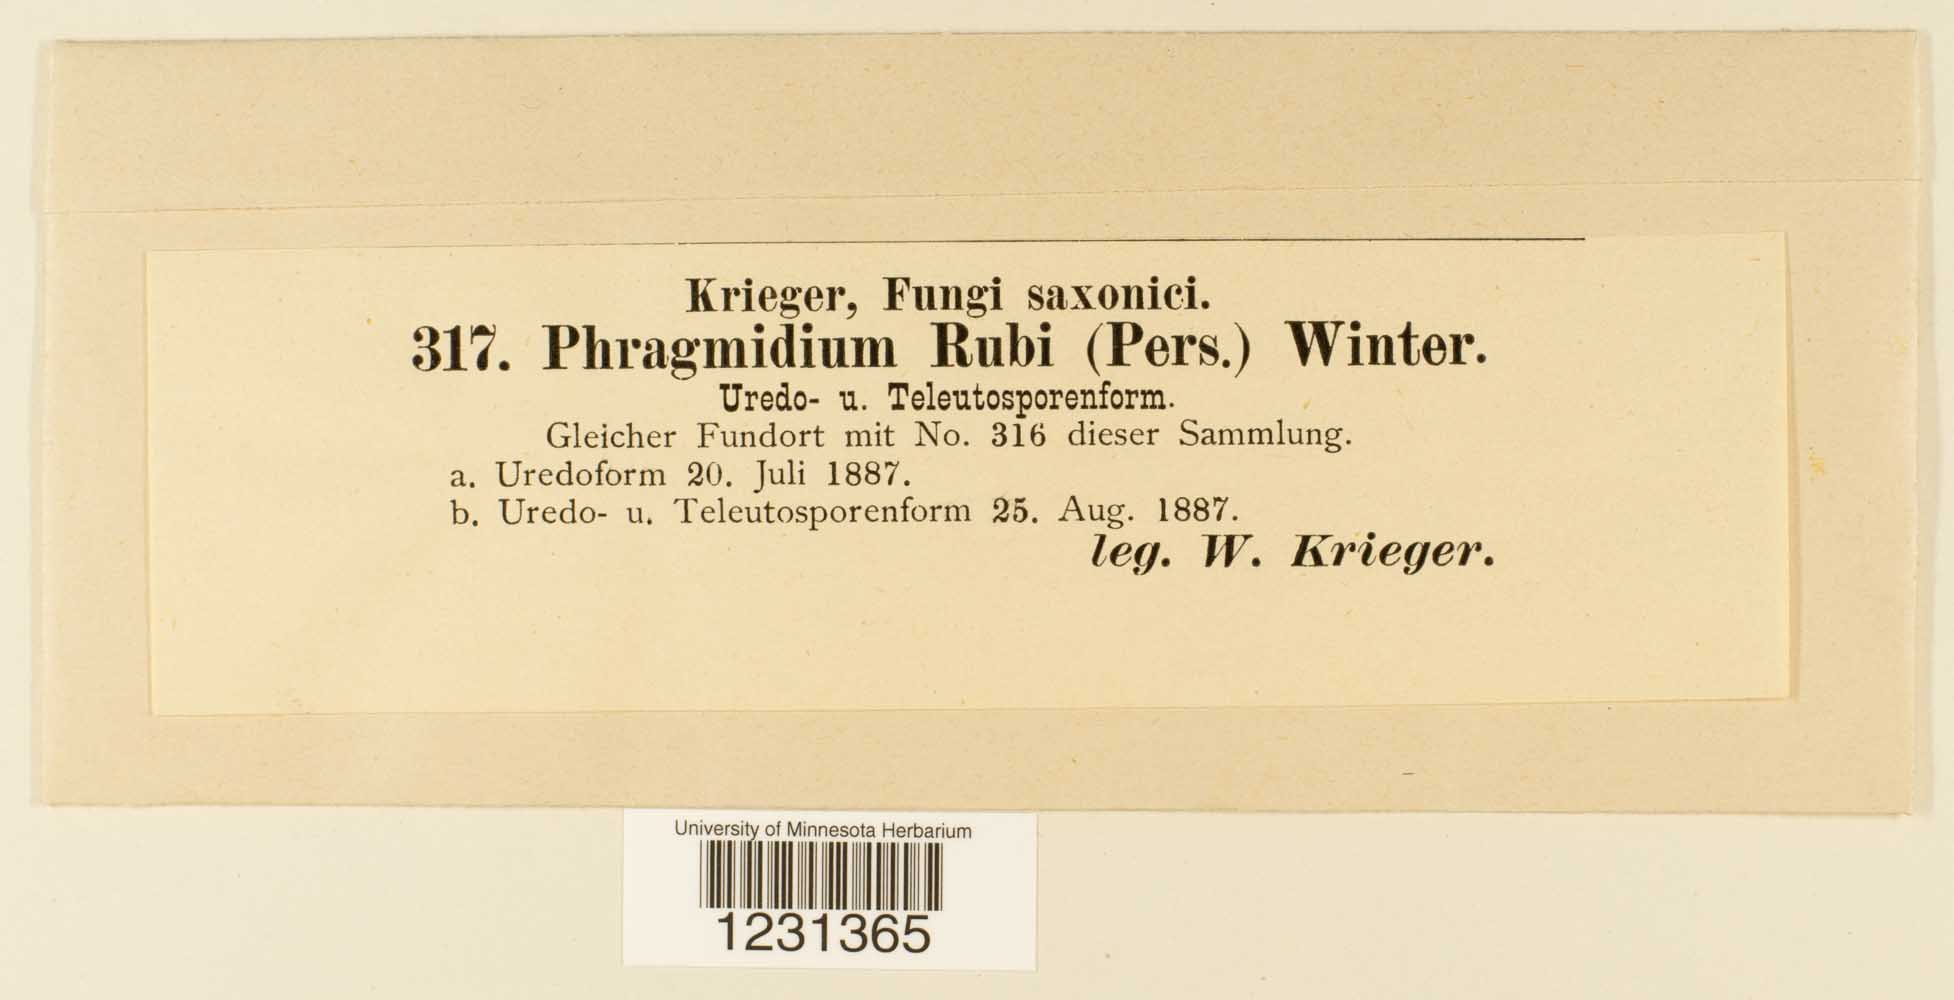 Krieger, Fungi saxonici.
317. Phragmidium Rubi (Pers.) Winter.
Uredo- u. Teleutosporenform.
Gleicher Fundort mit No. 316 dieser Sammlung.
a. Uredoform 20. Juli 1887.
b. Uredo- u. Teleutosporenform 25. Aug. 1887.
leg. W. Krieger.
University of Minnesota Herbarium
1231365